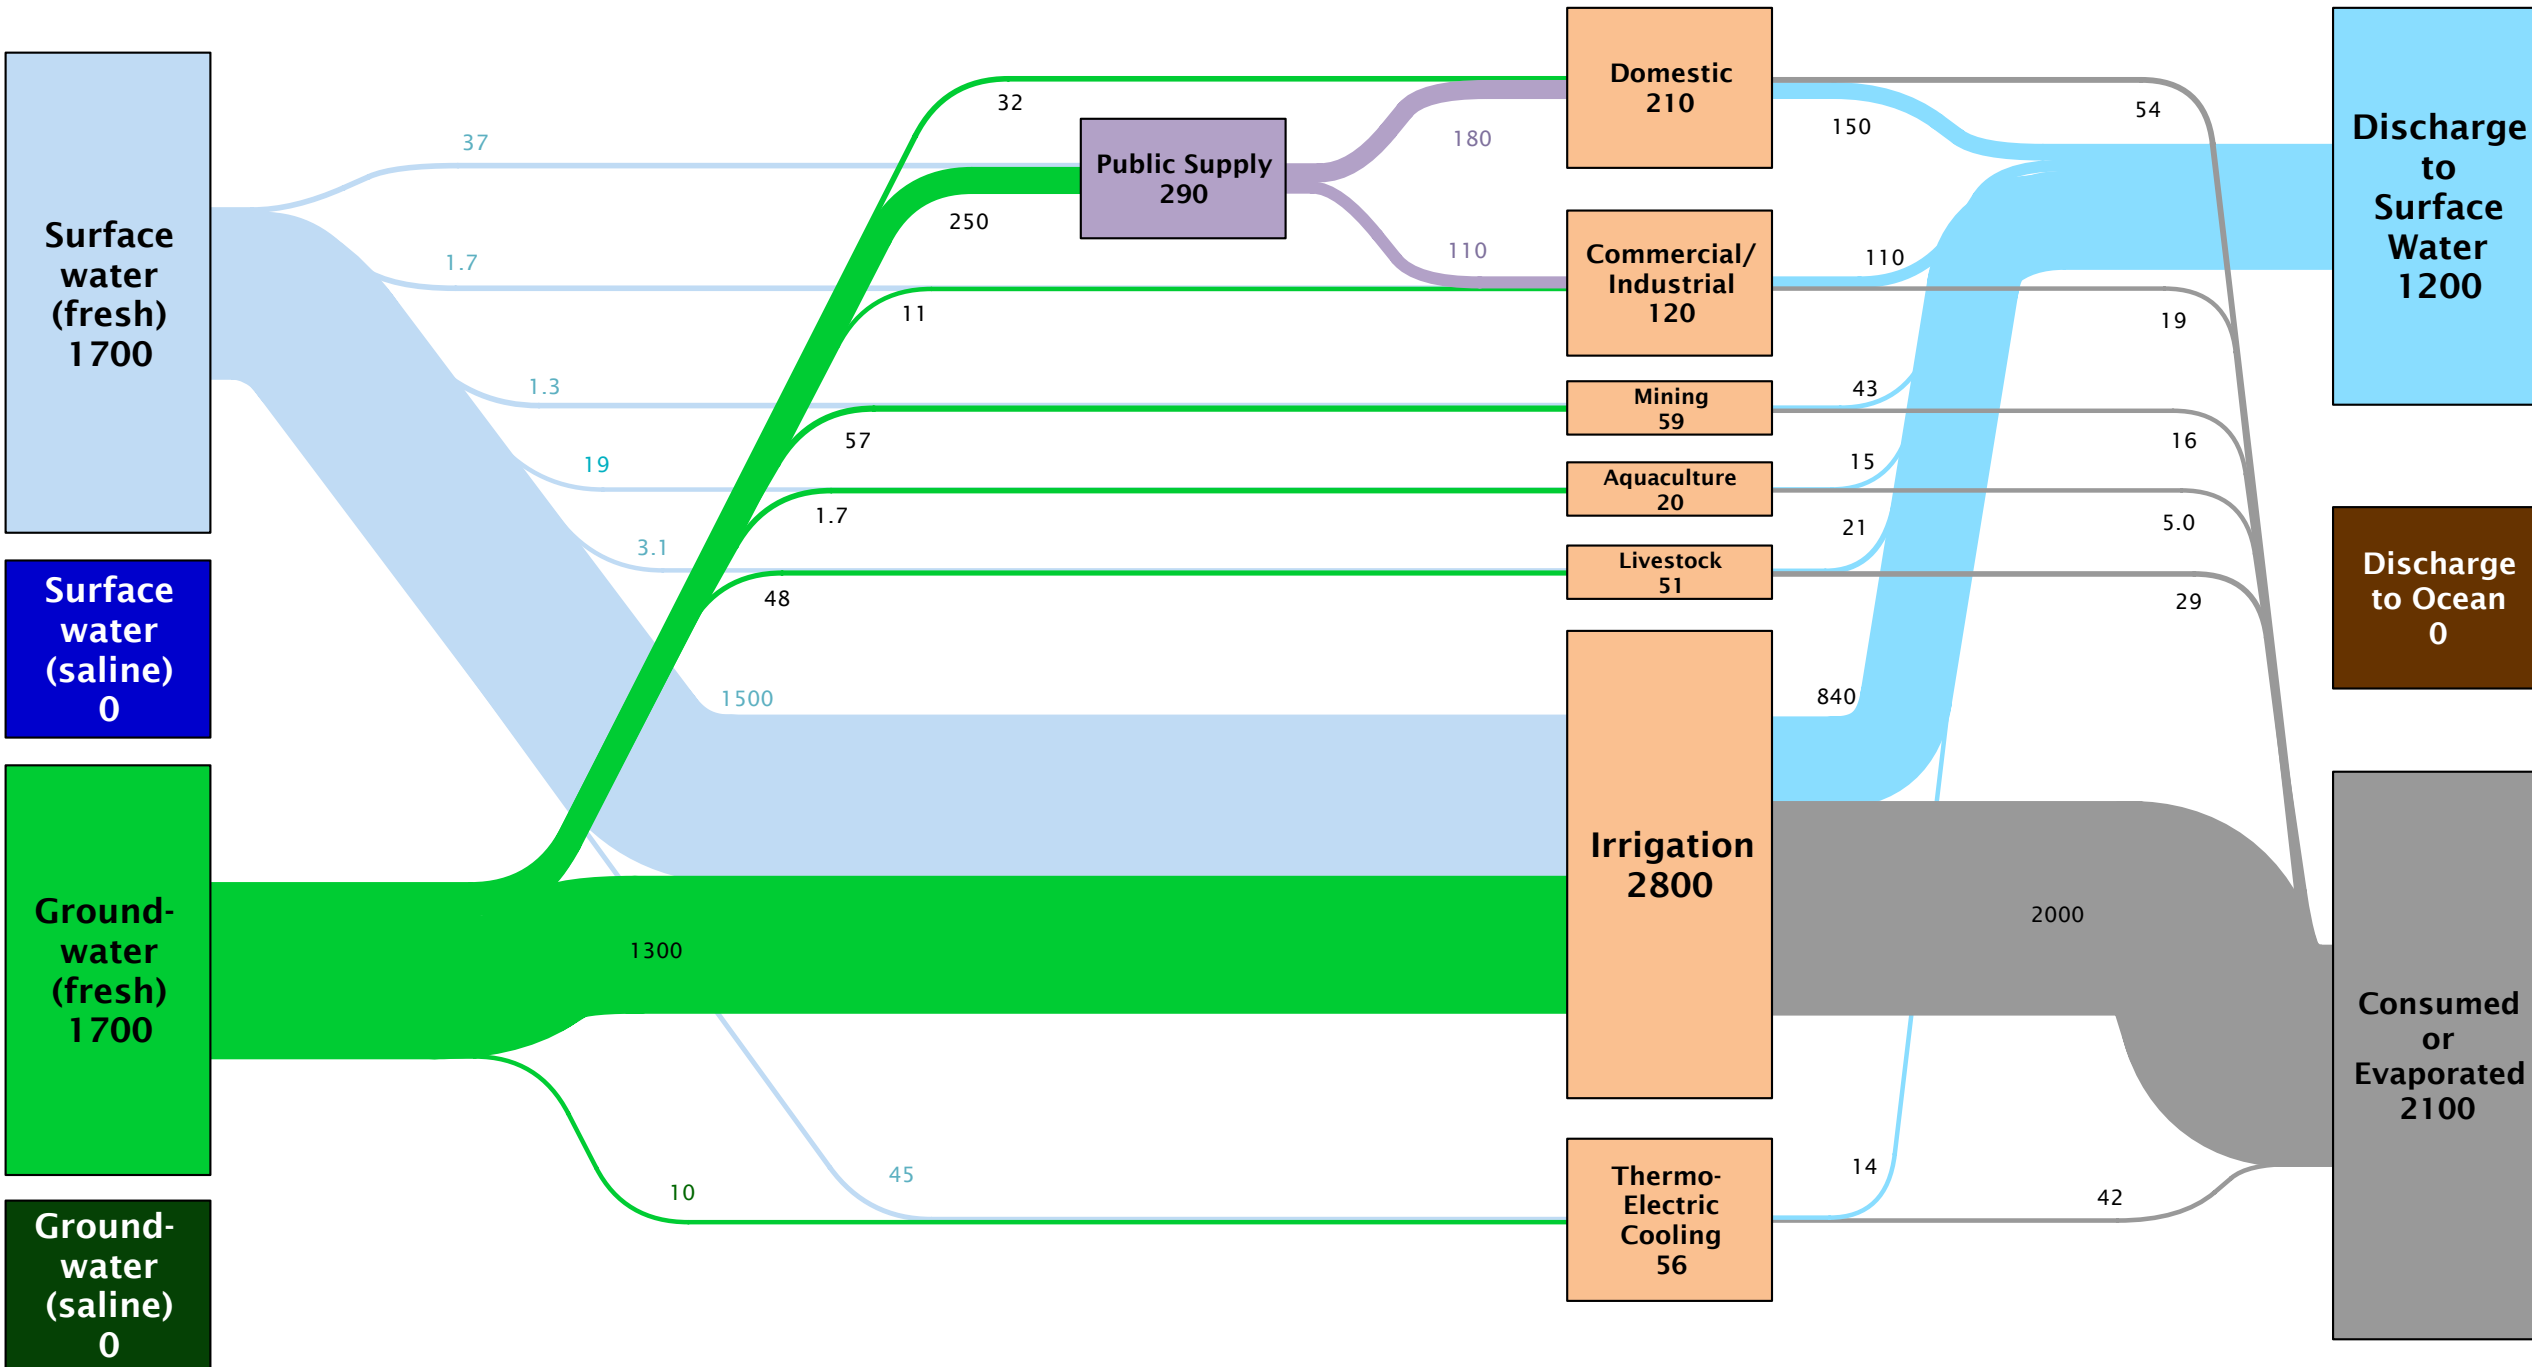 Surface
water
(fresh)
1700
Surface
water
(saline)
0
Ground-
water
(fresh)
1700
Ground-
water
(saline)
0
37
1.7
1.3
19
3.1
1500
45
32
250
11
57
1.7
48
1300
10
Public Supply
290
180
110
Domestic
210
Commercial/
Industrial
120
Mining
59
Aquaculture
20
Livestock
51
Irrigation
2800
Thermo-
Electric
Cooling
56
150
54
110
19
43
16
15
5.0
21
29
840
2000
14
42
Discharge
to
Surface
Water
1200
Discharge
to Ocean
0
Consumed
or
Evaporated
2100